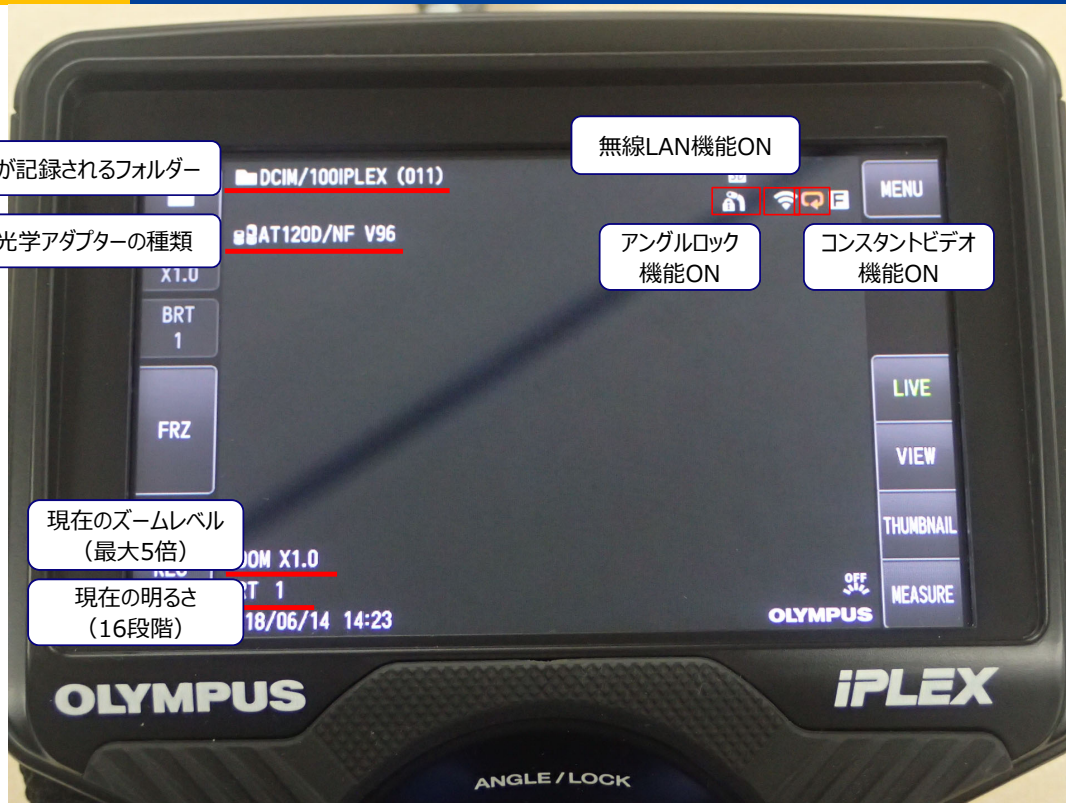 無線LAN機能ON
が記録されるフォルダー
DCIM/100IPLEX (011)
MENU
F
光学アダプターの種類
AT120D/NF V96
アングルロック
機能ON
コンスタントビデオ
機能ON
X1.0
BRT
1
LIVE
FRZ
VIEW
現在のズームレベル
（最大5倍）
THUMBNAIL
OOM X1.0
現在の明るさ
（16段階）
RT 1
OFF
MEASURE
18/06/14 14:23
OLYMPUS
OLYMPUS
iPLEX
ANGLE/LOCK